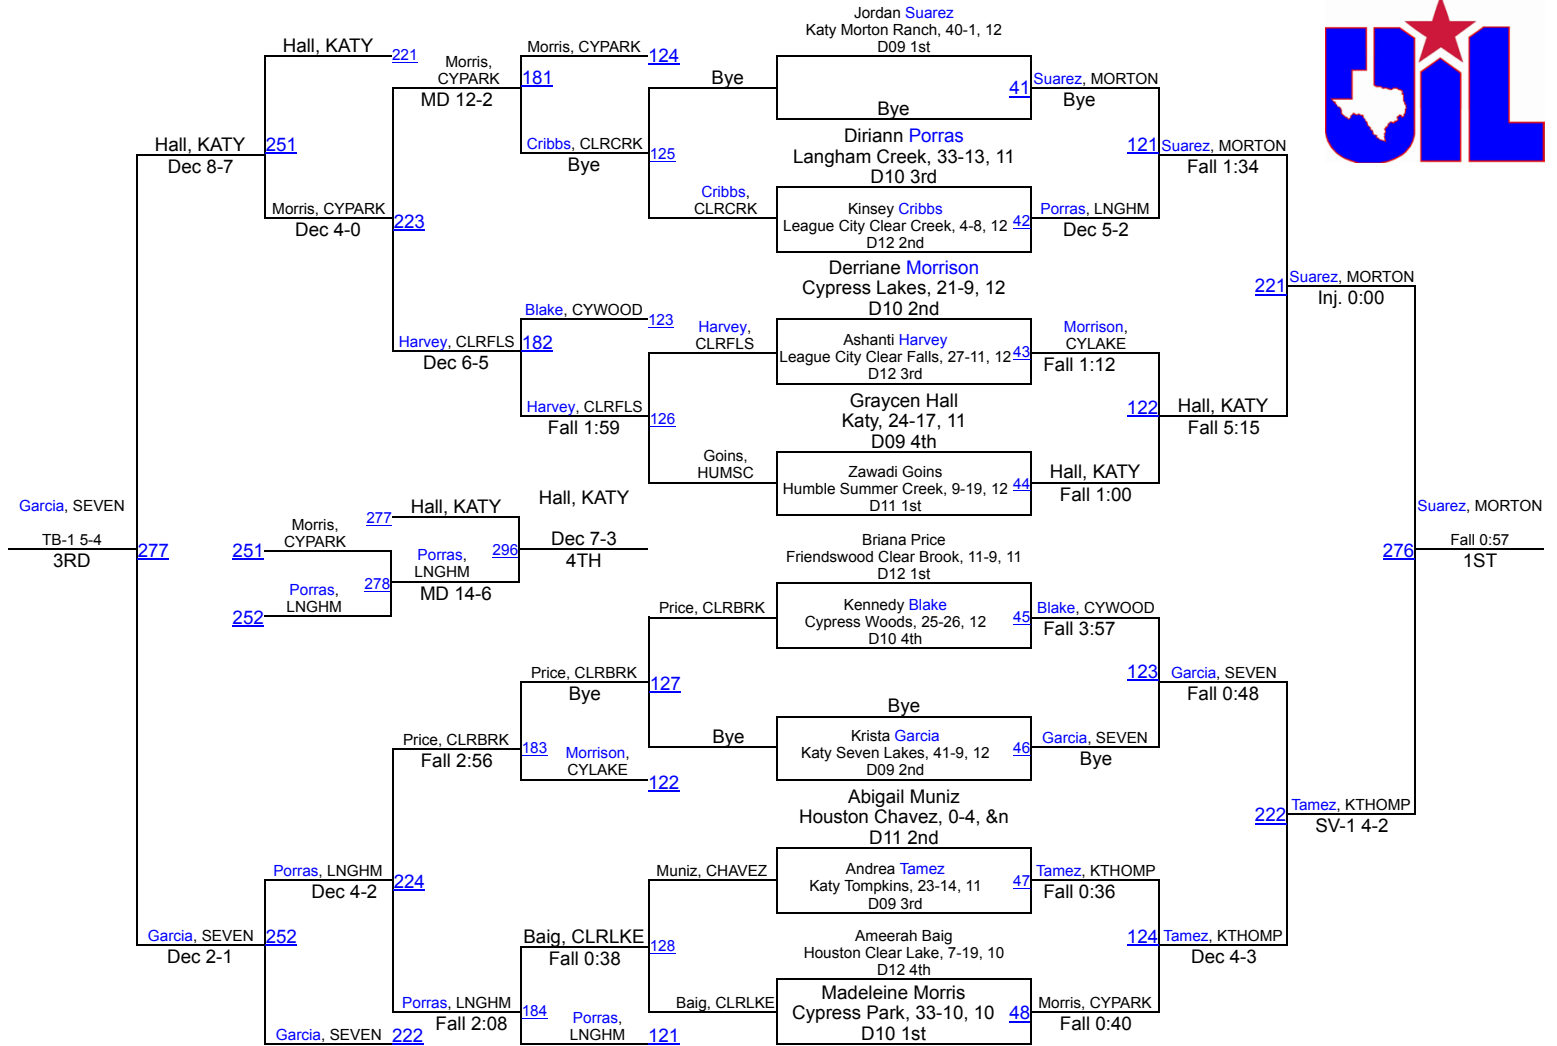 Jordan Suarez
Katy Morton Ranch, 40-1, 12
D09 1st
UIL
Hall, KATY
221
Morris,
CYPARK
MD 12-2
Morris, CYPARK
124
181
Bye
41
Suarez, MORTON
Bye
Bye
Cribbs, CLRCRK
Bye
125
Diriann Porras
Langham Creek, 33-13, 11
D10 3rd
121
Suarez, MORTON
Fall 1:34
Hall, KATY
Dec 8-7
251
Morris, CYPARK
Dec 4-0
223
Cribbs,
CLRCRK
Kinsey Cribbs
League City Clear Creek, 4-8, 12
D12 2nd
42
Porras, LNGHM
Dec 5-2
Derriane Morrison
Cypress Lakes, 21-9, 12
D10 2nd
221
Suarez, MORTON
Inj. 0:00
Blake, CYWOOD
123
Harvey, CLRFLS
Dec 6-5
182
Harvey,
CLRFLS
Ashanti Harvey
League City Clear Falls, 27-11, 12
D12 3rd
43
Morrison,
CYLAKE
Fall 1:12
Harvey, CLRFLS
Fall 1:59
126
Graycen Hall
Katy, 24-17, 11
D09 4th
122
Hall, KATY
Fall 5:15
Goins,
HUMSC
Zawadi Goins
Humble Summer Creek, 9-19, 12
D11 1st
44
Hall, KATY
Fall 1:00
Garcia, SEVEN
TB-1 5-4
3RD
277
277
Hall, KATY
Hall, KATY
Dec 7-3
4TH
296
251
Morris,
CYPARK
Porras,
LNGHM
MD 14-6
278
Porras,
LNGHM
252
Suarez, MORTON
Fall 0:57
1ST
276
Briana Price
Friendswood Clear Brook, 11-9, 11
D12 1st
Price, CLRBRK
Kennedy Blake
Cypress Woods, 25-26, 12
D10 4th
45
Blake, CYWOOD
Fall 3:57
Price, CLRBRK
Bye
127
123
Garcia, SEVEN
Fall 0:48
Bye
Bye
Krista Garcia
Katy Seven Lakes, 41-9, 12
D09 2nd
46
Garcia, SEVEN
Bye
Price, CLRBRK
Fall 2:56
183
Morrison,
CYLAKE
122
Abigail Muniz
Houston Chavez, 0-4, &n
D11 2nd
222
Tamez, KTHOMP
SV-1 4-2
Porras, LNGHM
Dec 4-2
224
Muniz, CHAVEZ
Andrea Tamez
Katy Tompkins, 23-14, 11
D09 3rd
47
Tamez, KTHOMP
Fall 0:36
Garcia, SEVEN
Dec 2-1
252
Baig, CLRLKE
Fall 0:38
128
Ameerah Baig
Houston Clear Lake, 7-19, 10
D12 4th
124
Tamez, KTHOMP
Dec 4-3
Porras, LNGHM
Fall 2:08
184
Baig, CLRLKE
Madeleine Morris
Cypress Park, 33-10, 10
D10 1st
48
Morris, CYPARK
Fall 0:40
Porras,
LNGHM
121
Garcia, SEVEN
222